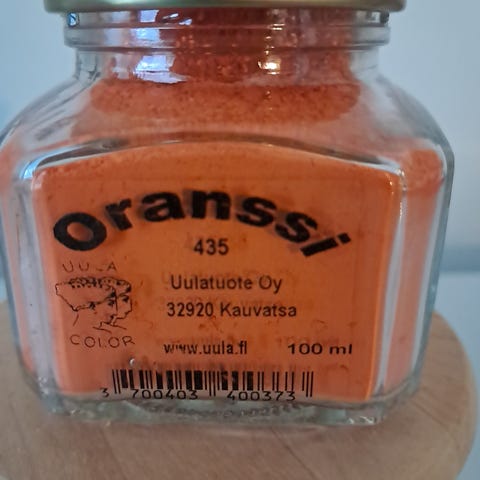 Oranssi
435
UULA
COLOR
Uulatuote Oy
32920 Kauvatsa
www.uula.fi
100 ml
3 700403 400373